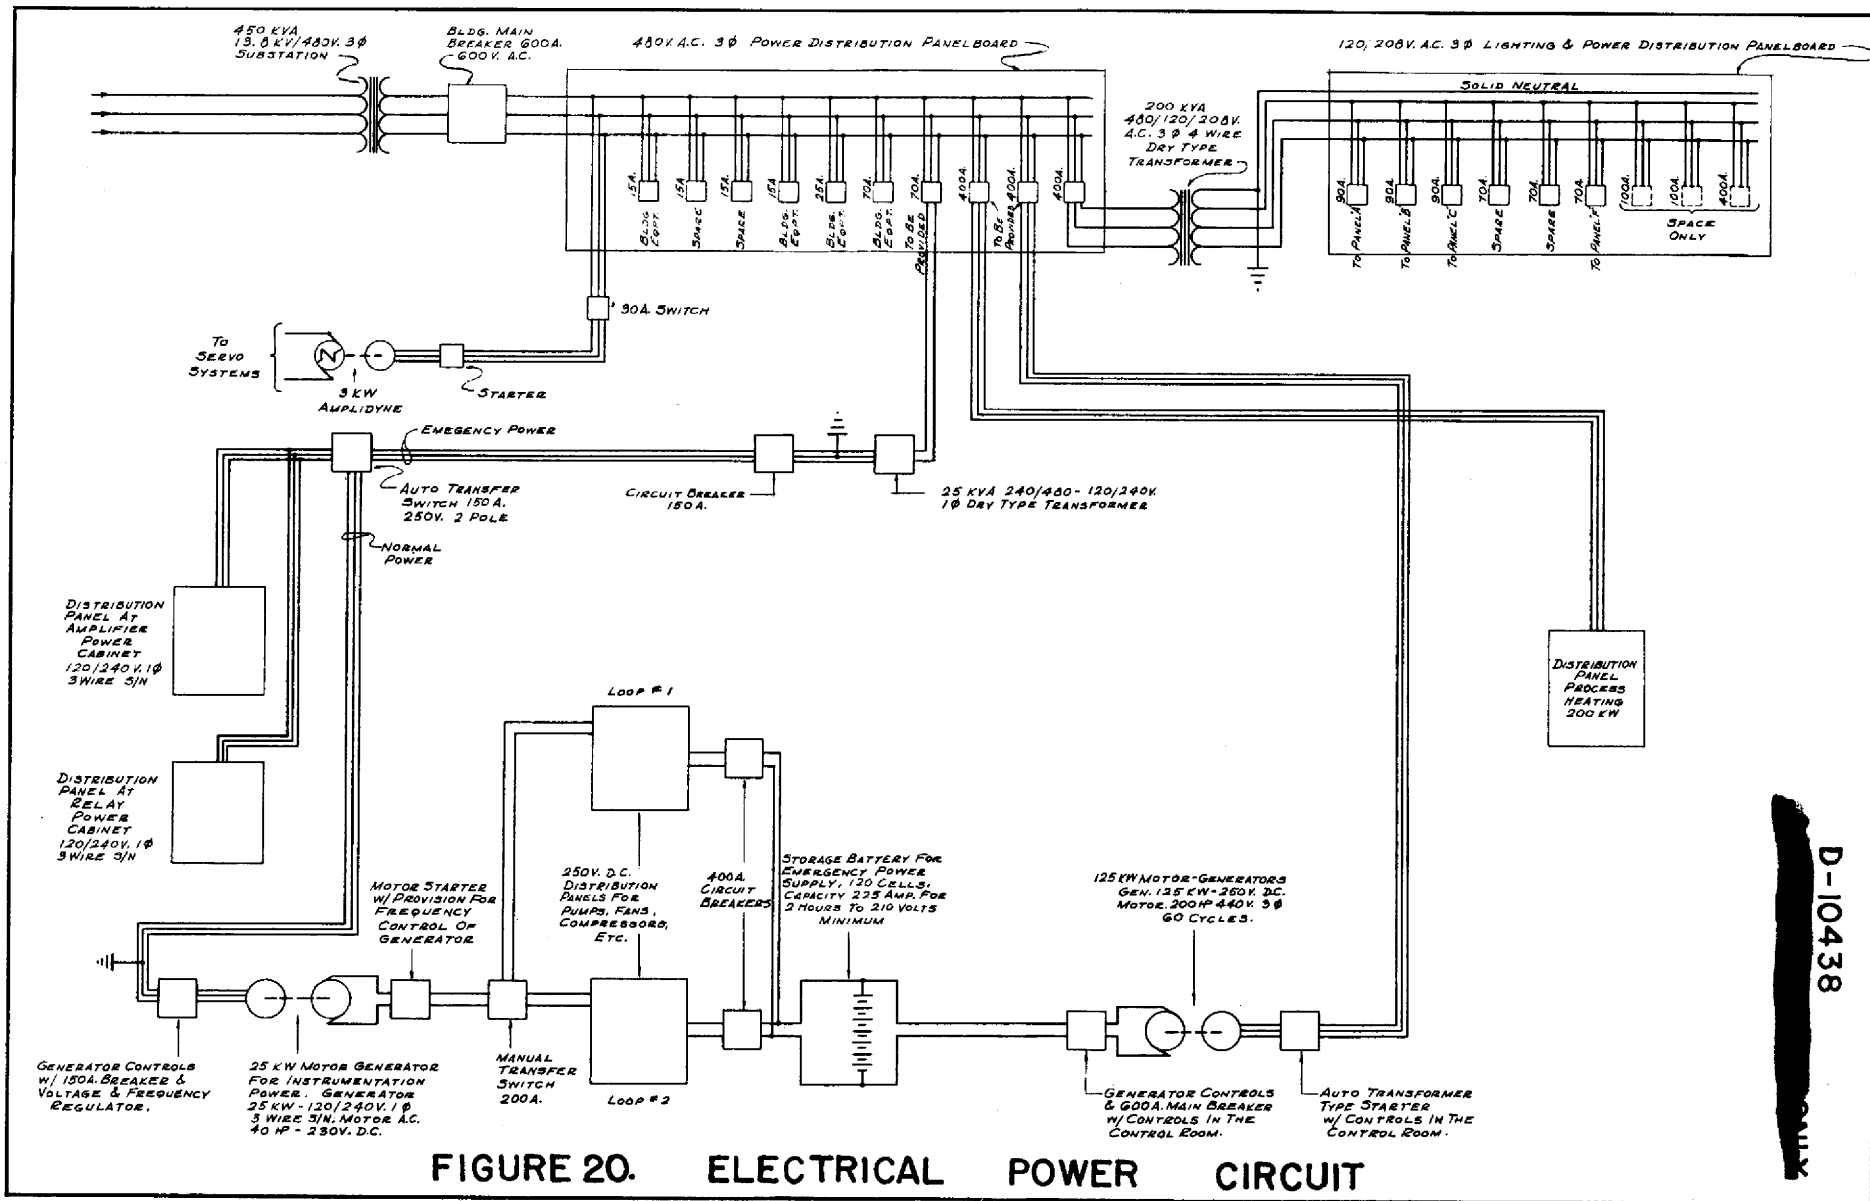 450 KVA
13.8 KV/480V. 3Ø
SUBSTATION
BLDG. MAIN
BREAKER 600A.
600V. A.C.
480V. A.C. 3Ø POWER DISTRIBUTION PANELBOARD
120/208V. A.C. 3Ø LIGHTING & POWER DISTRIBUTION PANELBOARD
SOLID NEUTRAL
200 KVA
480/120/208V.
A.C. 3Ø 4 WIRE
DRY TYPE
TRANSFORMER
15A.
15A
15A.
15A
25A.
70A.
70A.
400A.
400A.
400A.
BLDG.
EQPT.
SPARE
SPARE
BLDG.
EQPT.
BLDG.
EQPT.
BLDG.
EQPT.
TO BE
PROVIDED
TO BE
PROVIDED
90A.
90A.
90A.
70A.
70A.
70A.
100A.
100A.
400A.
TO PANEL 'A'
TO PANEL 'B'
TO PANEL 'C'
SPARE
SPARE
TO PANEL 'F'
SPACE
ONLY
30A. SWITCH
TO
SERVO
SYSTEMS
3 KW
AMPLIDYNE
STARTER
EMEGENCY POWER
AUTO TRANSFER
SWITCH 150A.
250V. 2 POLE
NORMAL
POWER
CIRCUIT BREAKER
150A.
25 KVA 240/480 - 120/240V.
1Ø DRY TYPE TRANSFORMER
DISTRIBUTION
PANEL AT
AMPLIFIER
POWER
CABINET
120/240V. 1Ø
3 WIRE S/N
DISTRIBUTION
PANEL AT
RELAY
POWER
CABINET
120/240V. 1Ø
3 WIRE S/N
DISTRIBUTION
PANEL
PROCESS
HEATING
200 KW
LOOP #1
250V. D.C.
DISTRIBUTION
PANELS FOR
PUMPS, FANS,
COMPRESSORS,
ETC.
400A.
CIRCUIT
BREAKERS
STORAGE BATTERY FOR
EMERGENCY POWER
SUPPLY, 120 CELLS.
CAPACITY 225 AMP. FOR
2 HOURS TO 210 VOLTS
MINIMUM
125 KW MOTOR-GENERATORS
GEN. 125 KW - 250V. D.C.
MOTOR. 200 HP 440V. 3Ø
60 CYCLES.
MOTOR STARTER
W/ PROVISION FOR
FREQUENCY
CONTROL OF
GENERATOR
GENERATOR CONTROLS
W/ 150A. BREAKER &
VOLTAGE & FREQUENCY
REGULATOR.
25 KW MOTOR GENERATOR
FOR INSTRUMENTATION
POWER. GENERATOR
25 KW - 120/240V. 1Ø
3 WIRE S/N. MOTOR A.C.
40 HP - 230V. D.C.
MANUAL
TRANSFER
SWITCH
200A.
LOOP #2
GENERATOR CONTROLS
& 600A. MAIN BREAKER
W/ CONTROLS IN THE
CONTROL ROOM.
AUTO TRANSFORMER
TYPE STARTER
W/ CONTROLS IN THE
CONTROL ROOM.
D-10438
FIGURE 20. ELECTRICAL POWER CIRCUIT